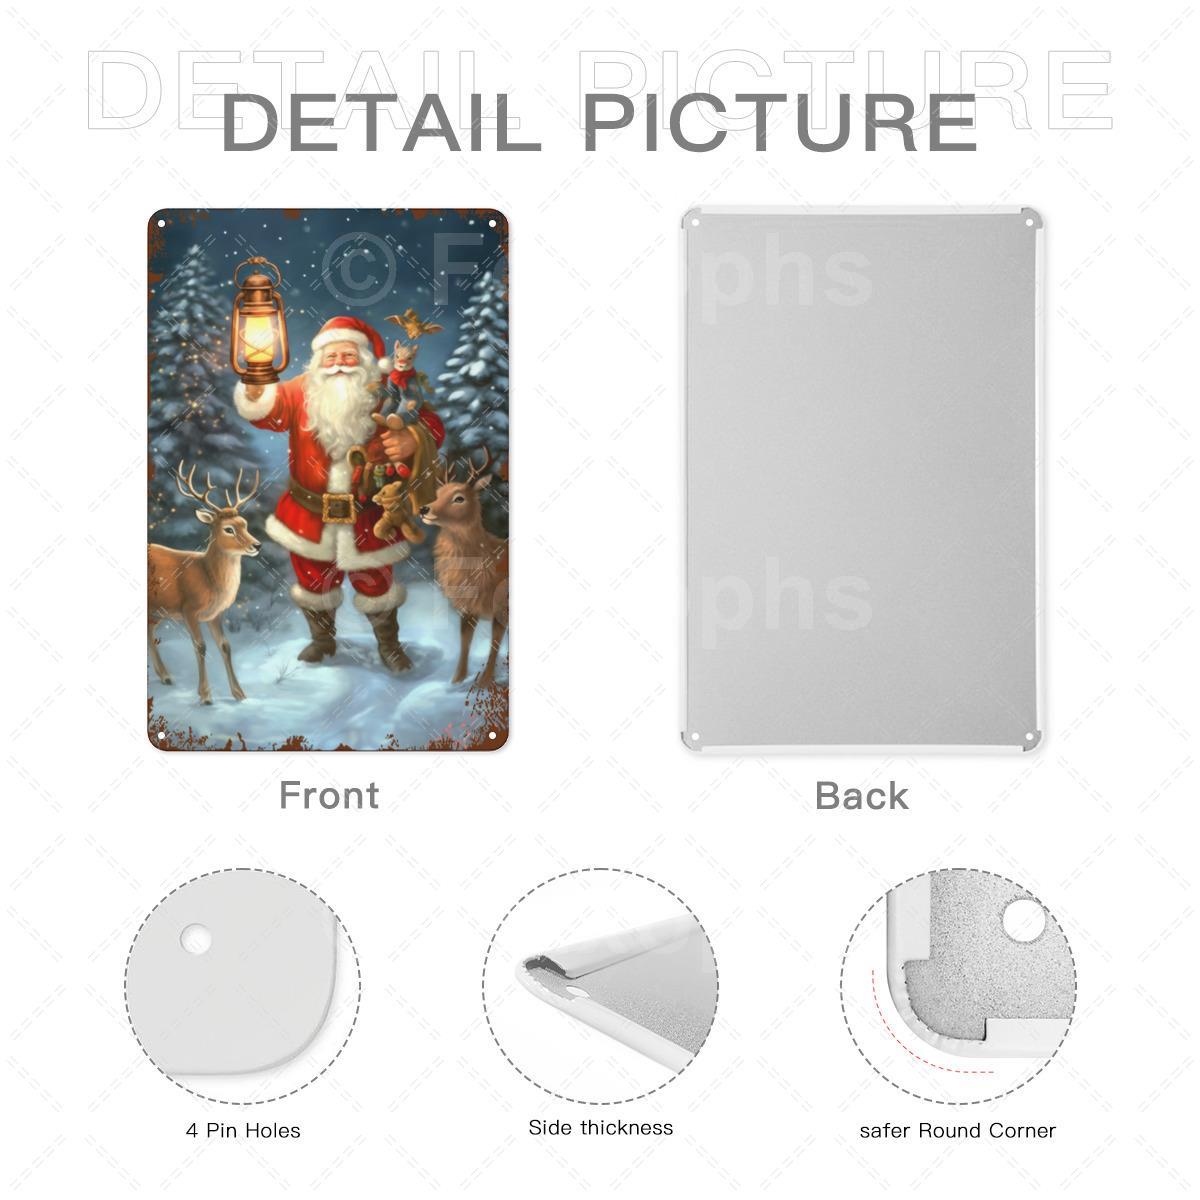 DETAIL PICTURE
DETAIL PICTURE
Front
Back
4 Pin Holes
Side thickness
safer Round Corner